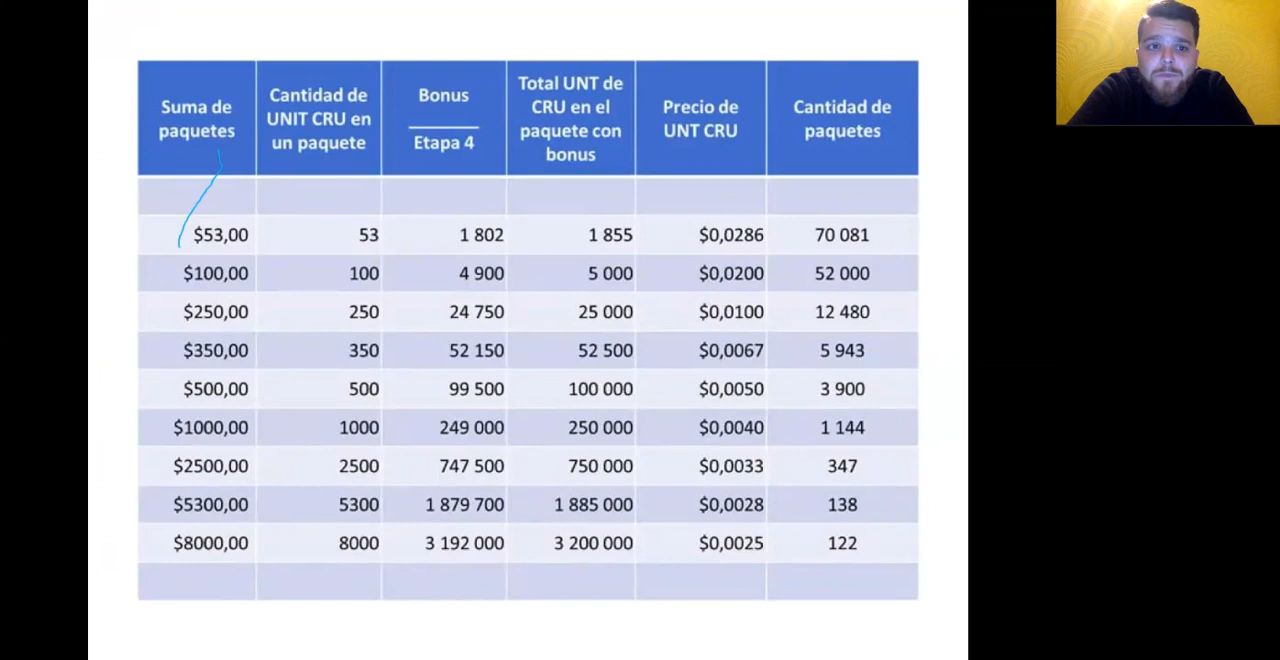 Suma de paquetes | Cantidad de UNIT CRU en un paquete | Bonus Etapa 4 | Total UNT de CRU en el paquete con bonus | Precio de UNT CRU | Cantidad de paquetes
$53,00 | 53 | 1 802 | 1 855 | $0,0286 | 70 081
$100,00 | 100 | 4 900 | 5 000 | $0,0200 | 52 000
$250,00 | 250 | 24 750 | 25 000 | $0,0100 | 12 480
$350,00 | 350 | 52 150 | 52 500 | $0,0067 | 5 943
$500,00 | 500 | 99 500 | 100 000 | $0,0050 | 3 900
$1000,00 | 1000 | 249 000 | 250 000 | $0,0040 | 1 144
$2500,00 | 2500 | 747 500 | 750 000 | $0,0033 | 347
$5300,00 | 5300 | 1 879 700 | 1 885 000 | $0,0028 | 138
$8000,00 | 8000 | 3 192 000 | 3 200 000 | $0,0025 | 122